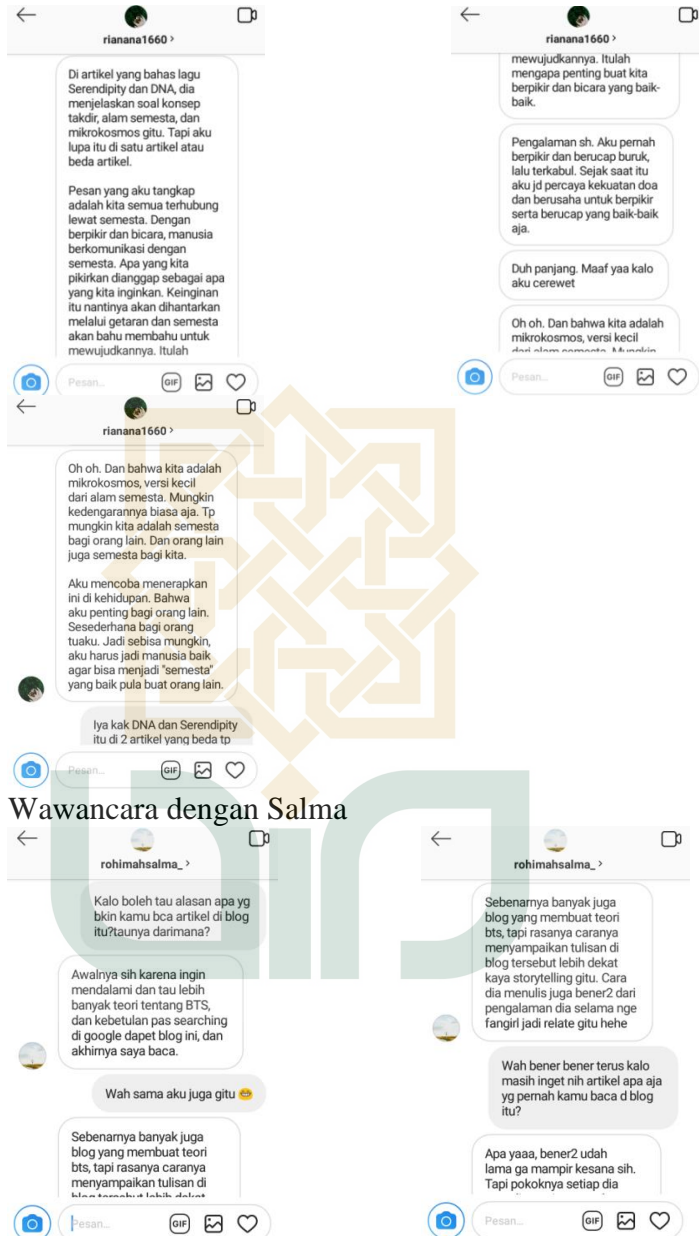 rianana1660 >
Di artikel yang bahas lagu
Serendipity dan DNA, dia
menjelaskan soal konsep
takdir, alam semesta, dan
mikrokosmos gitu. Tapi aku
lupa itu di satu artikel atau
beda artikel.
Pesan yang aku tangkap
adalah kita semua terhubung
lewat semesta. Dengan
berpikir dan bicara, manusia
berkomunikasi dengan
semesta. Apa yang kita
pikirkan dianggap sebagai apa
yang kita inginkan. Keinginan
itu nantinya akan dihantarkan
melalui getaran dan semesta
akan bahu membahu untuk
mewujudkannya. Itulah
Pesan...
GIF
rianana1660 >
mewujudkannya. Itulah
mengapa penting buat kita
berpikir dan bicara yang baik-
baik.
Pengalaman sh. Aku pernah
berpikir dan berucap buruk,
lalu terkabul. Sejak saat itu
aku jd percaya kekuatan doa
dan berusaha untuk berpikir
serta berucap yang baik-baik
aja.
Duh panjang. Maaf yaa kalo
aku cerewet
Oh oh. Dan bahwa kita adalah
mikrokosmos, versi kecil
dari alam semesta. Mungkin
Pesan...
GIF
rianana1660 >
Oh oh. Dan bahwa kita adalah
mikrokosmos, versi kecil
dari alam semesta. Mungkin
kedengarannya biasa aja. Tp
mungkin kita adalah semesta
bagi orang lain. Dan orang lain
juga semesta bagi kita.
Aku mencoba menerapkan
ini di kehidupan. Bahwa
aku penting bagi orang lain.
Sesederhana bagi orang
tuaku. Jadi sebisa mungkin,
aku harus jadi manusia baik
agar bisa menjadi "semesta"
yang baik pula buat orang lain.
Iya kak DNA dan Serendipity
itu di 2 artikel yang beda tp
Pesan...
GIF
Wawancara dengan Salma
rohimahsalma_ >
Kalo boleh tau alasan apa yg
bkin kamu bca artikel di blog
itu?taunya darimana?
Awalnya sih karena ingin
mendalami dan tau lebih
banyak teori tentang BTS,
dan kebetulan pas searching
di google dapet blog ini, dan
akhirnya saya baca.
Wah sama aku juga gitu 😂
Sebenarnya banyak juga
blog yang membuat teori
bts, tapi rasanya caranya
menyampaikan tulisan di
blog tersebut lebih dekat
Pesan...
GIF
rohimahsalma_ >
Sebenarnya banyak juga
blog yang membuat teori
bts, tapi rasanya caranya
menyampaikan tulisan di
blog tersebut lebih dekat
kaya storytelling gitu. Cara
dia menulis juga bener2 dari
pengalaman dia selama nge
fangirl jadi relate gitu hehe
Wah bener bener terus kalo
masih inget nih artikel apa aja
yg pernah kamu baca d blog
itu?
Apa yaaa, bener2 udah
lama ga mampir kesana sih.
Tapi pokoknya setiap dia
Pesan...
GIF